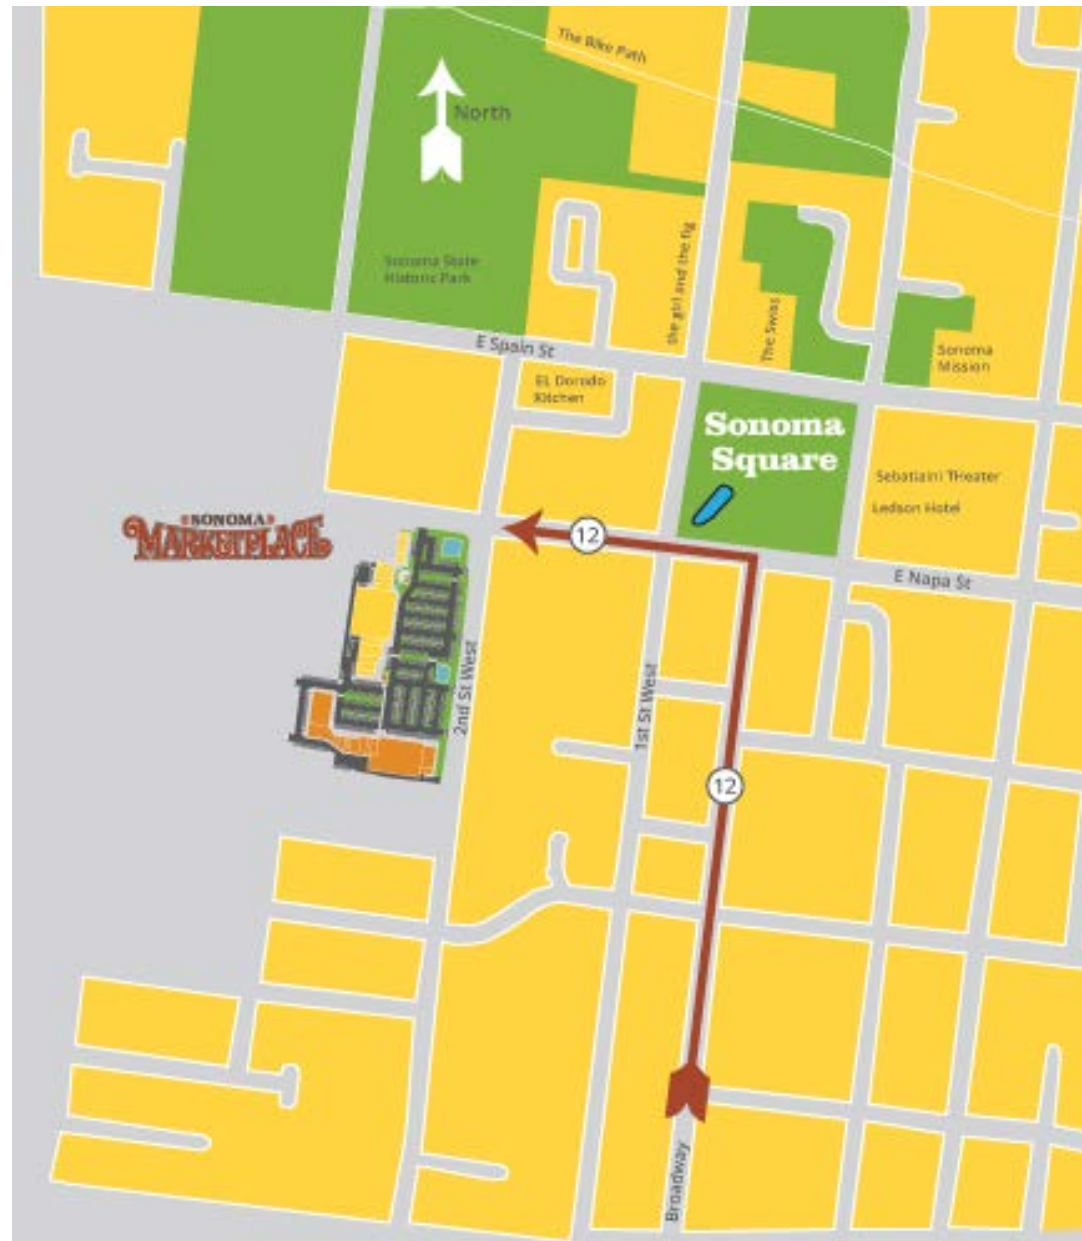 The Bike Path
North
the girl and the fig
Sonoma State
Historic Park
The Swiss
E Spain St
Sonoma
Mission
EL Dorodo
Kitchen
Sonoma
Square
Sebatiaini THeater
Ledson Hotel
SONOMA
MARKETPLACE
12
E Napa St
2nd St West
1st St West
12
Broadway